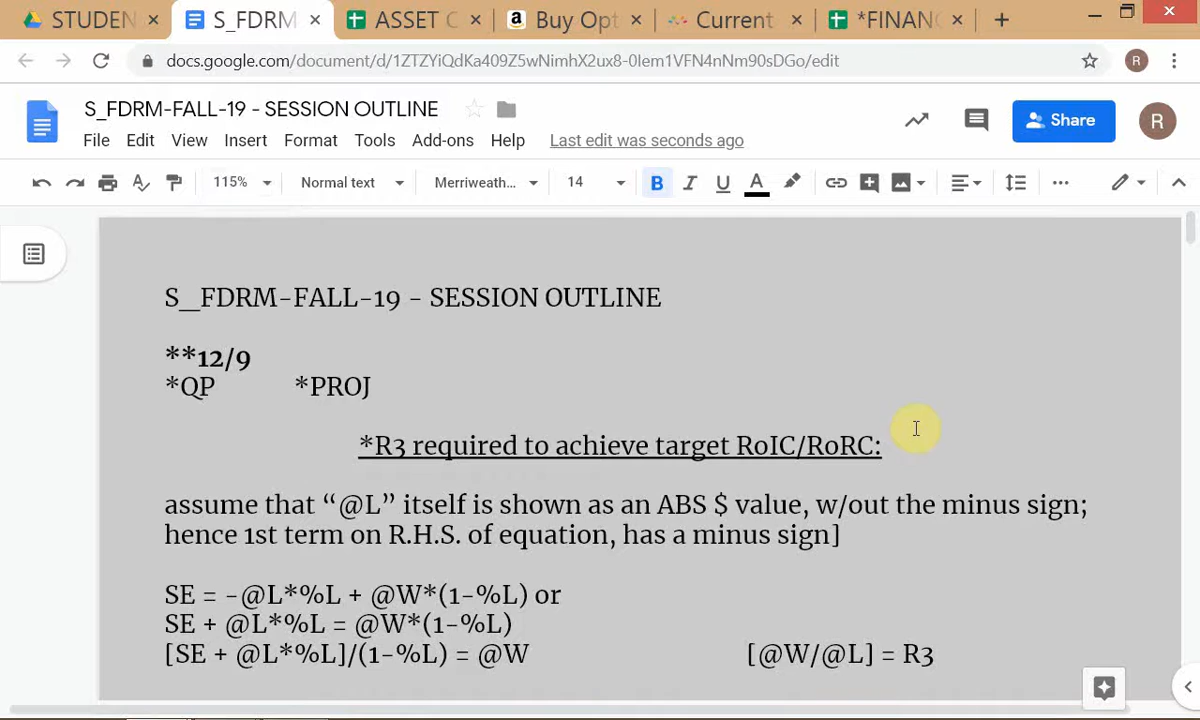 STUDEN
S_FDRM
ASSET C
Buy Opt
Current
*FINANC
docs.google.com/document/d/1ZTZYiQdKa409Z5wNimhX2ux8-0Iem1VFN4nNm90sDGo/edit
R
S_FDRM-FALL-19 - SESSION OUTLINE
File Edit View Insert Format Tools Add-ons Help Last edit was seconds ago
Share
R
115% Normal text Merriweath... 14 B I U A
S_FDRM-FALL-19 - SESSION OUTLINE
**12/9
*QP *PROJ
*R3 required to achieve target RoIC/RoRC:
assume that “@L” itself is shown as an ABS $ value, w/out the minus sign;
hence 1st term on R.H.S. of equation, has a minus sign]
SE = -@L*%L + @W*(1-%L) or
SE + @L*%L = @W*(1-%L)
[SE + @L*%L]/(1-%L) = @W [@W/@L] = R3